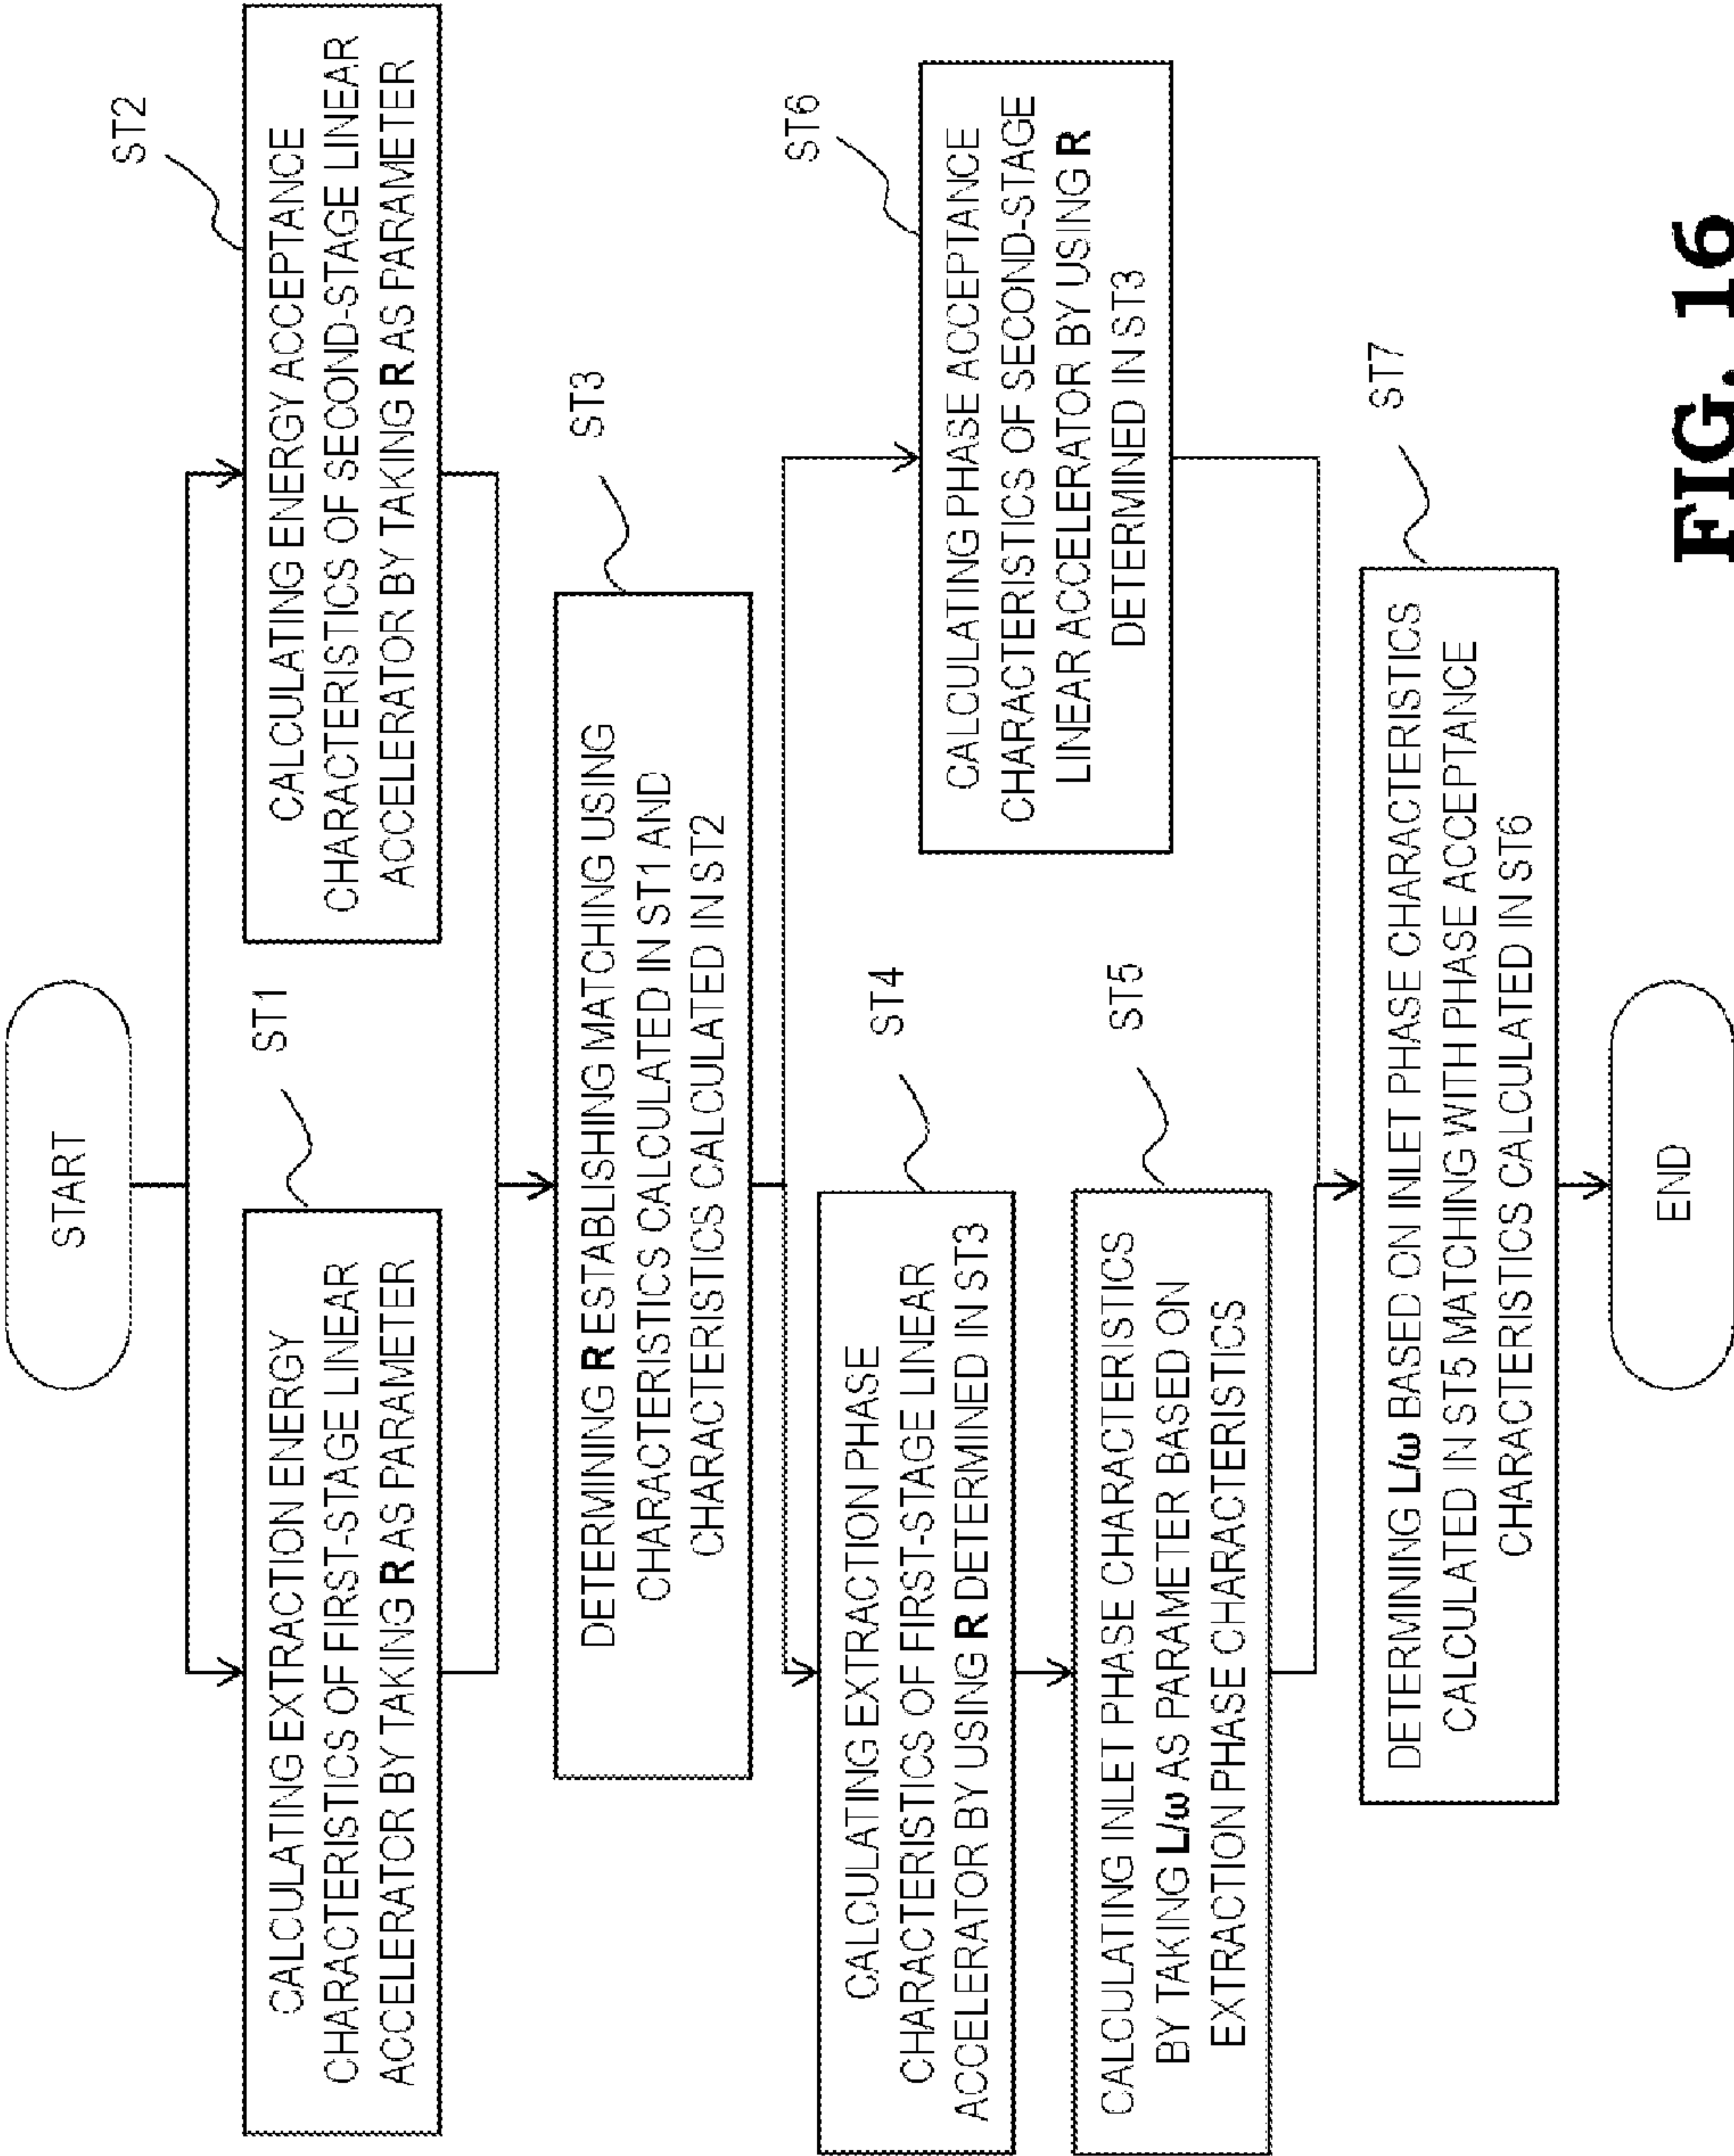 START
ST1
CALCULATING EXTRACTION ENERGY
CHARACTERISTICS OF FIRST-STAGE LINEAR
ACCELERATOR BY TAKING R AS PARAMETER
ST2
CALCULATING ENERGY ACCEPTANCE
CHARACTERISTICS OF SECOND-STAGE LINEAR
ACCELERATOR BY TAKING R AS PARAMETER
ST3
DETERMINING R ESTABLISHING MATCHING USING
CHARACTERISTICS CALCULATED IN ST1 AND
CHARACTERISTICS CALCULATED IN ST2
ST4
CALCULATING EXTRACTION PHASE
CHARACTERISTICS OF FIRST-STAGE LINEAR
ACCELERATOR BY USING R DETERMINED IN ST3
ST5
CALCULATING INLET PHASE CHARACTERISTICS
BY TAKING L/ω AS PARAMETER BASED ON
EXTRACTION PHASE CHARACTERISTICS
ST6
CALCULATING PHASE ACCEPTANCE
CHARACTERISTICS OF SECOND-STAGE
LINEAR ACCELERATOR BY USING R
DETERMINED IN ST3
ST7
DETERMINING L/ω BASED ON INLET PHASE CHARACTERISTICS
CALCULATED IN ST5 MATCHING WITH PHASE ACCEPTANCE
CHARACTERISTICS CALCULATED IN ST6
END
FIG. 16